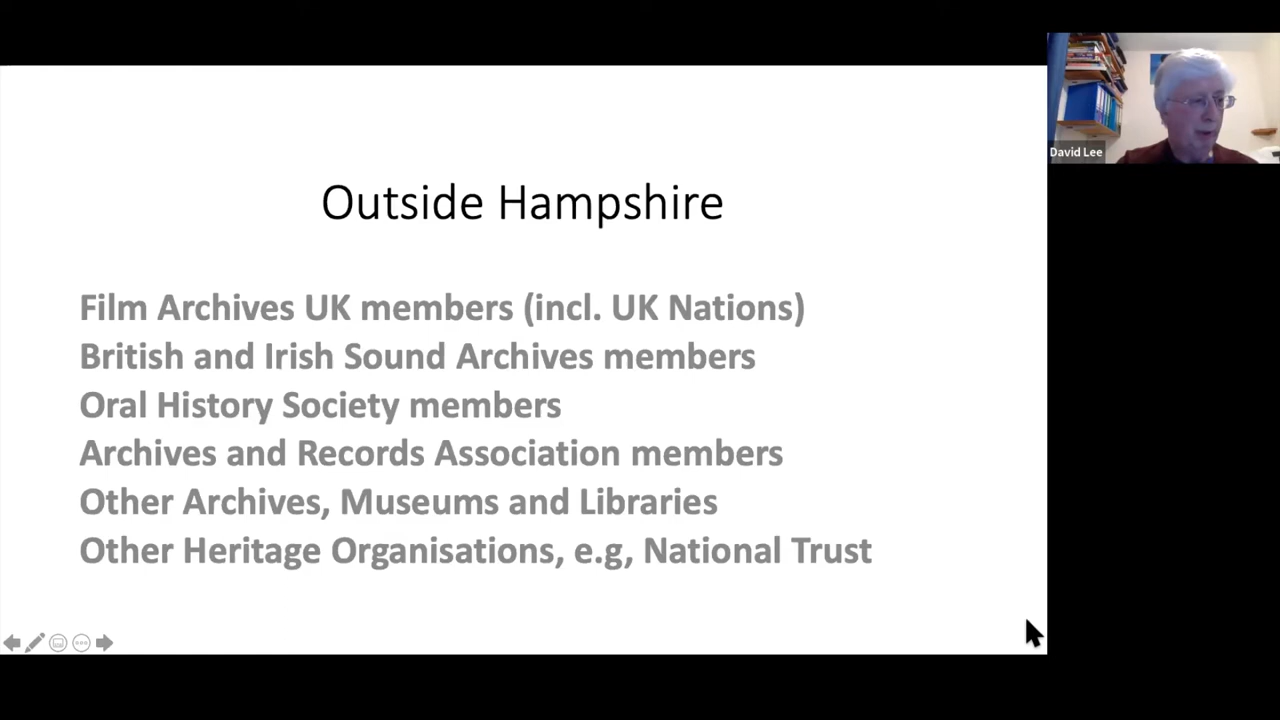 Outside Hampshire
Film Archives UK members (incl. UK Nations)
British and Irish Sound Archives members
Oral History Society members
Archives and Records Association members
Other Archives, Museums and Libraries
Other Heritage Organisations, e.g, National Trust
David Lee